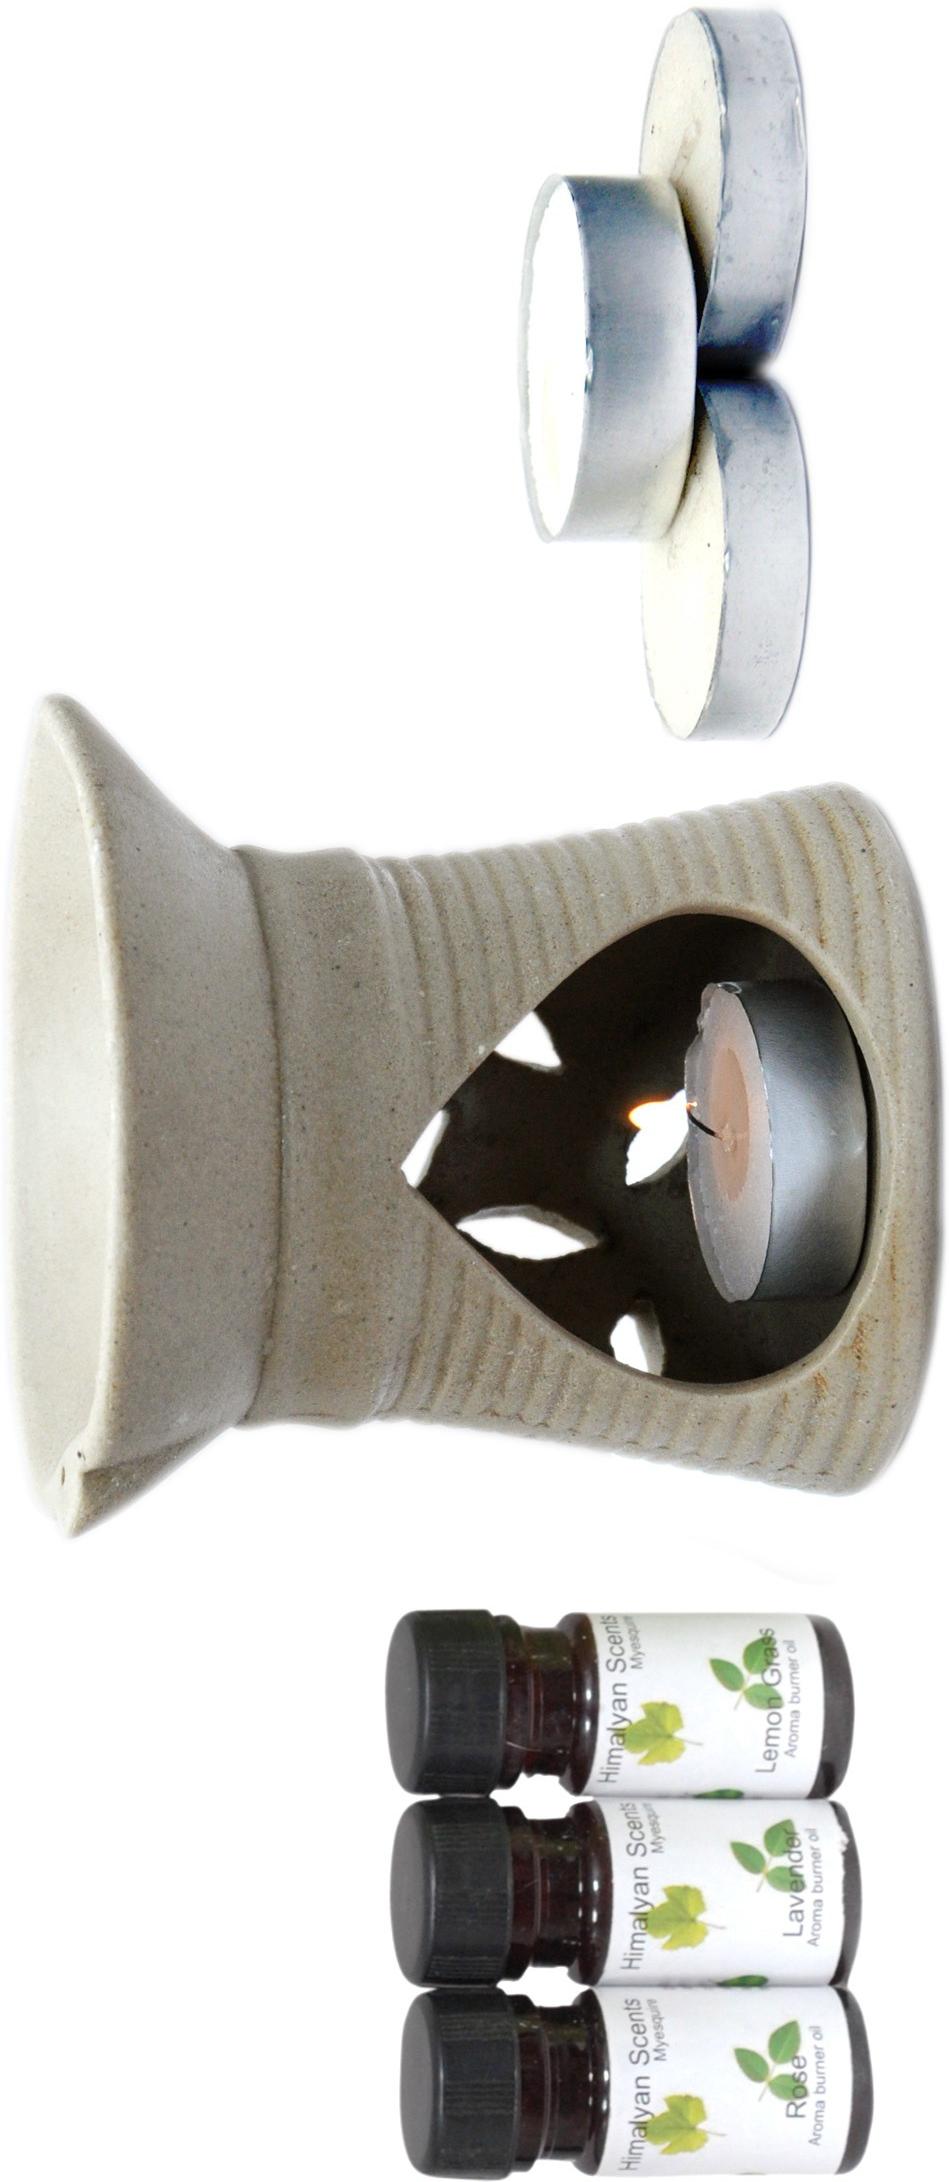 Himalyan Scents
Myesquire
Rose
Aroma burner oil
Himalyan Scents
Myesquire
Lavender
Aroma burner oil
Himalyan Scents
Myesquire
Lemon Grass
Aroma burner oil